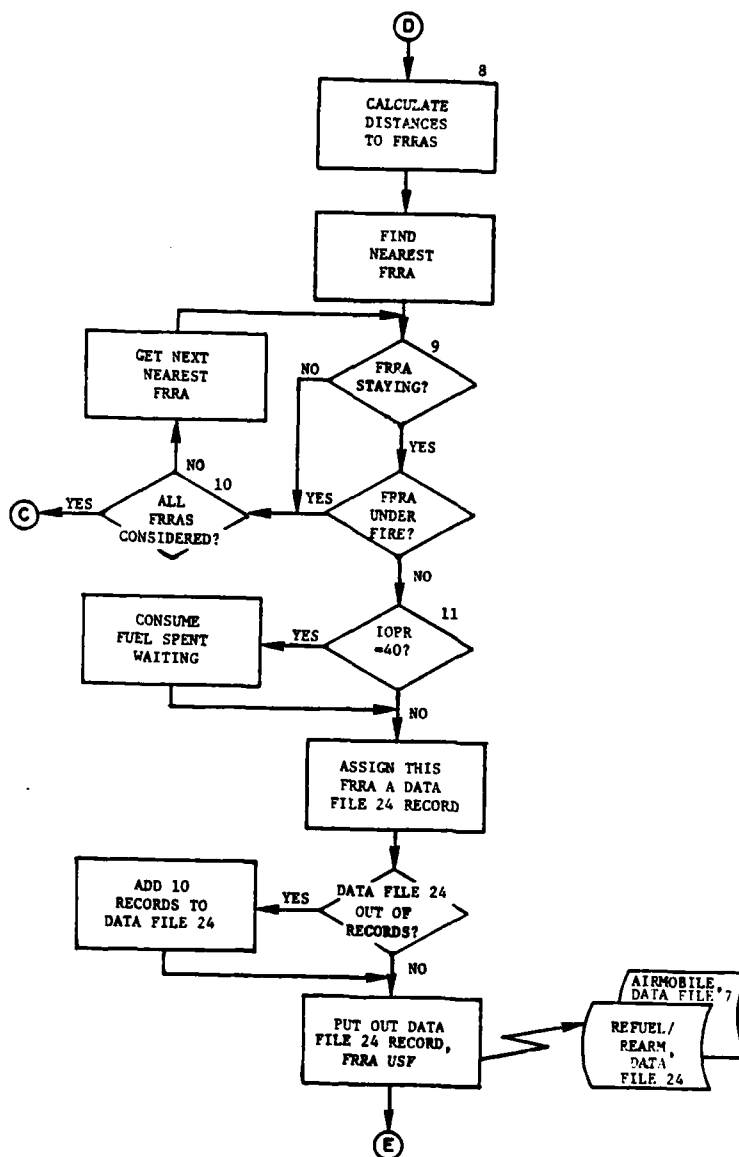 D
8
CALCULATE
DISTANCES
TO FRRAS
FIND
NEAREST
FRRA
GET NEXT
NEAREST
FRRA
9
NO
FRRA
STAYING?
YES
NO
10
YES
ALL
FRRAS
CONSIDERED?
C
YES
FRRA
UNDER
FIRE?
NO
CONSUME
FUEL SPENT
WAITING
YES
11
IOPR
=40?
NO
ASSIGN THIS
FRRA A DATA
FILE 24 RECORD
ADD 10
RECORDS TO
DATA FILE 24
YES
DATA FILE 24
OUT OF
RECORDS?
NO
PUT OUT DATA
FILE 24 RECORD,
FRRA USF
AIRMOBILE,
DATA FILE 7
REFUEL/
REARM,
DATA
FILE 24
E